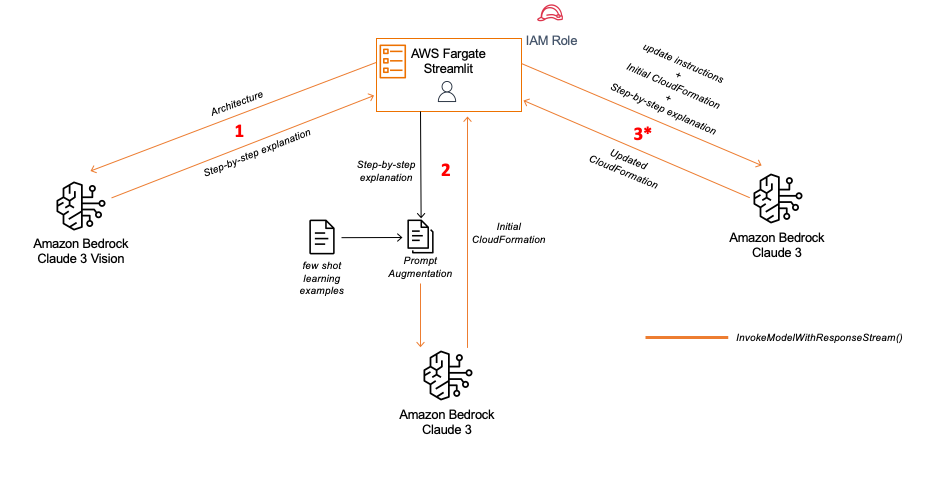 IAM Role
AWS Fargate
Streamlit
Architecture
1
Step-by-step explanation
update instructions
+
Initial CloudFormation
+
Step-by-step explanation
3*
Updated
CloudFormation
Step-by-step
explanation
2
Initial
CloudFormation
Amazon Bedrock
Claude 3 Vision
few shot
learning
examples
Prompt
Augmentation
Amazon Bedrock
Claude 3
InvokeModelWithResponseStream()
Amazon Bedrock
Claude 3